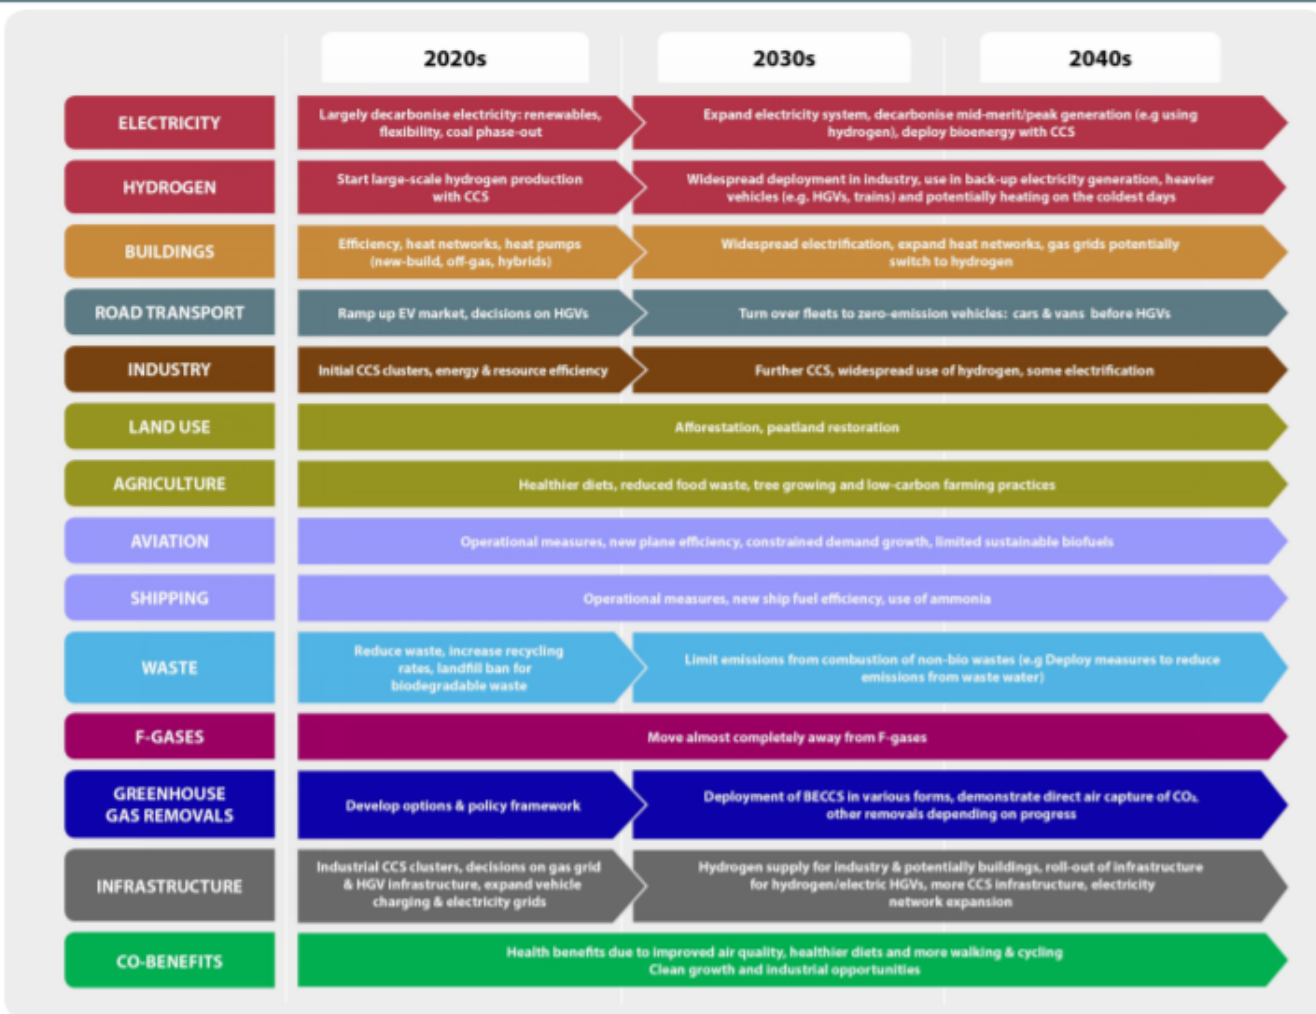 2020s
2030s
2040s
ELECTRICITY
Largely decarbonise electricity: renewables,
flexibility, coal phase-out
Expand electricity system, decarbonise mid-merit/peak generation (e.g using
hydrogen), deploy bioenergy with CCS
HYDROGEN
Start large-scale hydrogen production
with CCS
Widespread deployment in industry, use in back-up electricity generation, heavier
vehicles (e.g. HGVs, trains) and potentially heating on the coldest days
BUILDINGS
Efficiency, heat networks, heat pumps
(new-build, off-gas, hybrids)
Widespread electrification, expand heat networks, gas grids potentially
switch to hydrogen
ROAD TRANSPORT
Ramp up EV market, decisions on HGVs
Turn over fleets to zero-emission vehicles: cars & vans before HGVs
INDUSTRY
Initial CCS clusters, energy & resource efficiency
Further CCS, widespread use of hydrogen, some electrification
LAND USE
Afforestation, peatland restoration
AGRICULTURE
Healthier diets, reduced food waste, tree growing and low-carbon farming practices
AVIATION
Operational measures, new plane efficiency, constrained demand growth, limited sustainable biofuels
SHIPPING
Operational measures, new ship fuel efficiency, use of ammonia
WASTE
Reduce waste, increase recycling
rates, landfill ban for
biodegradable waste
Limit emissions from combustion of non-bio wastes (e.g Deploy measures to reduce
emissions from waste water)
F-GASES
Move almost completely away from F-gases
GREENHOUSE
GAS REMOVALS
Develop options & policy framework
Deployment of BECCS in various forms, demonstrate direct air capture of CO₂,
other removals depending on progress
INFRASTRUCTURE
Industrial CCS clusters, decisions on gas grid
& HGV infrastructure, expand vehicle
charging & electricity grids
Hydrogen supply for industry & potentially buildings, roll-out of infrastructure
for hydrogen/electric HGVs, more CCS infrastructure, electricity
network expansion
CO-BENEFITS
Health benefits due to improved air quality, healthier diets and more walking & cycling
Clean growth and industrial opportunities